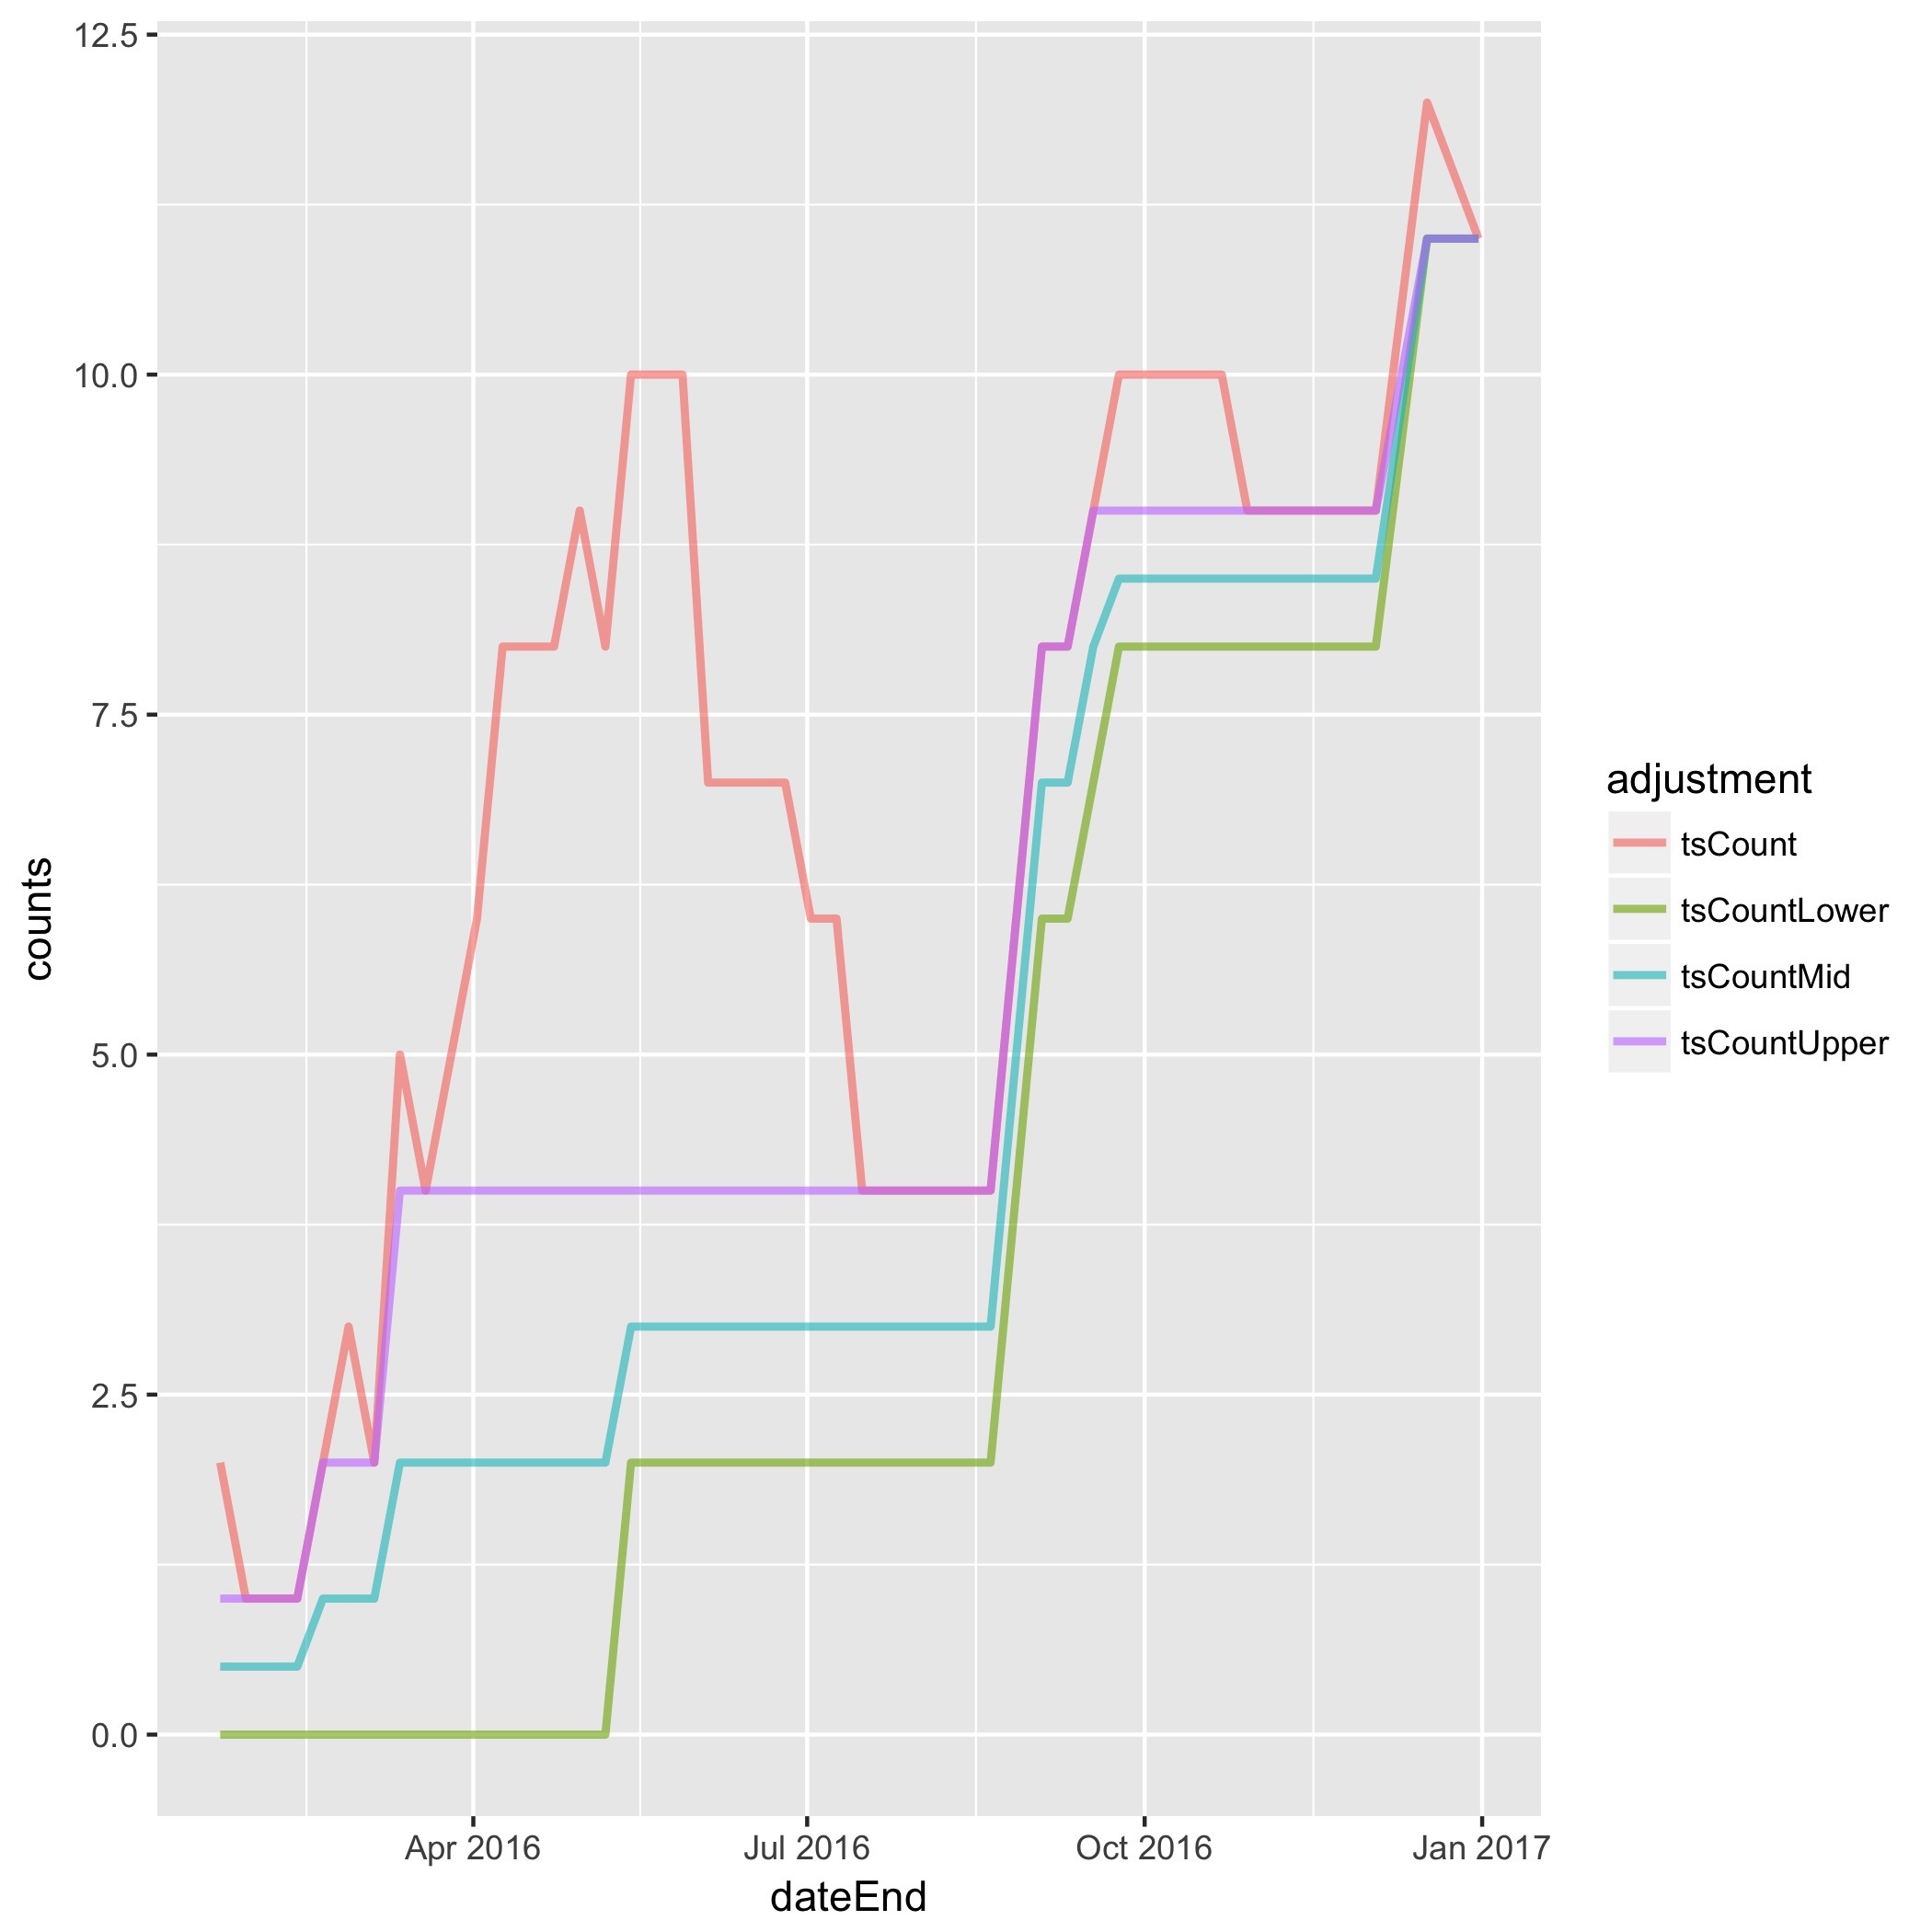 12.5
10.0
7.5
5.0
2.5
0.0
counts
Apr 2016
Jul 2016
Oct 2016
Jan 2017
dateEnd
adjustment
tsCount
tsCountLower
tsCountMid
tsCountUpper